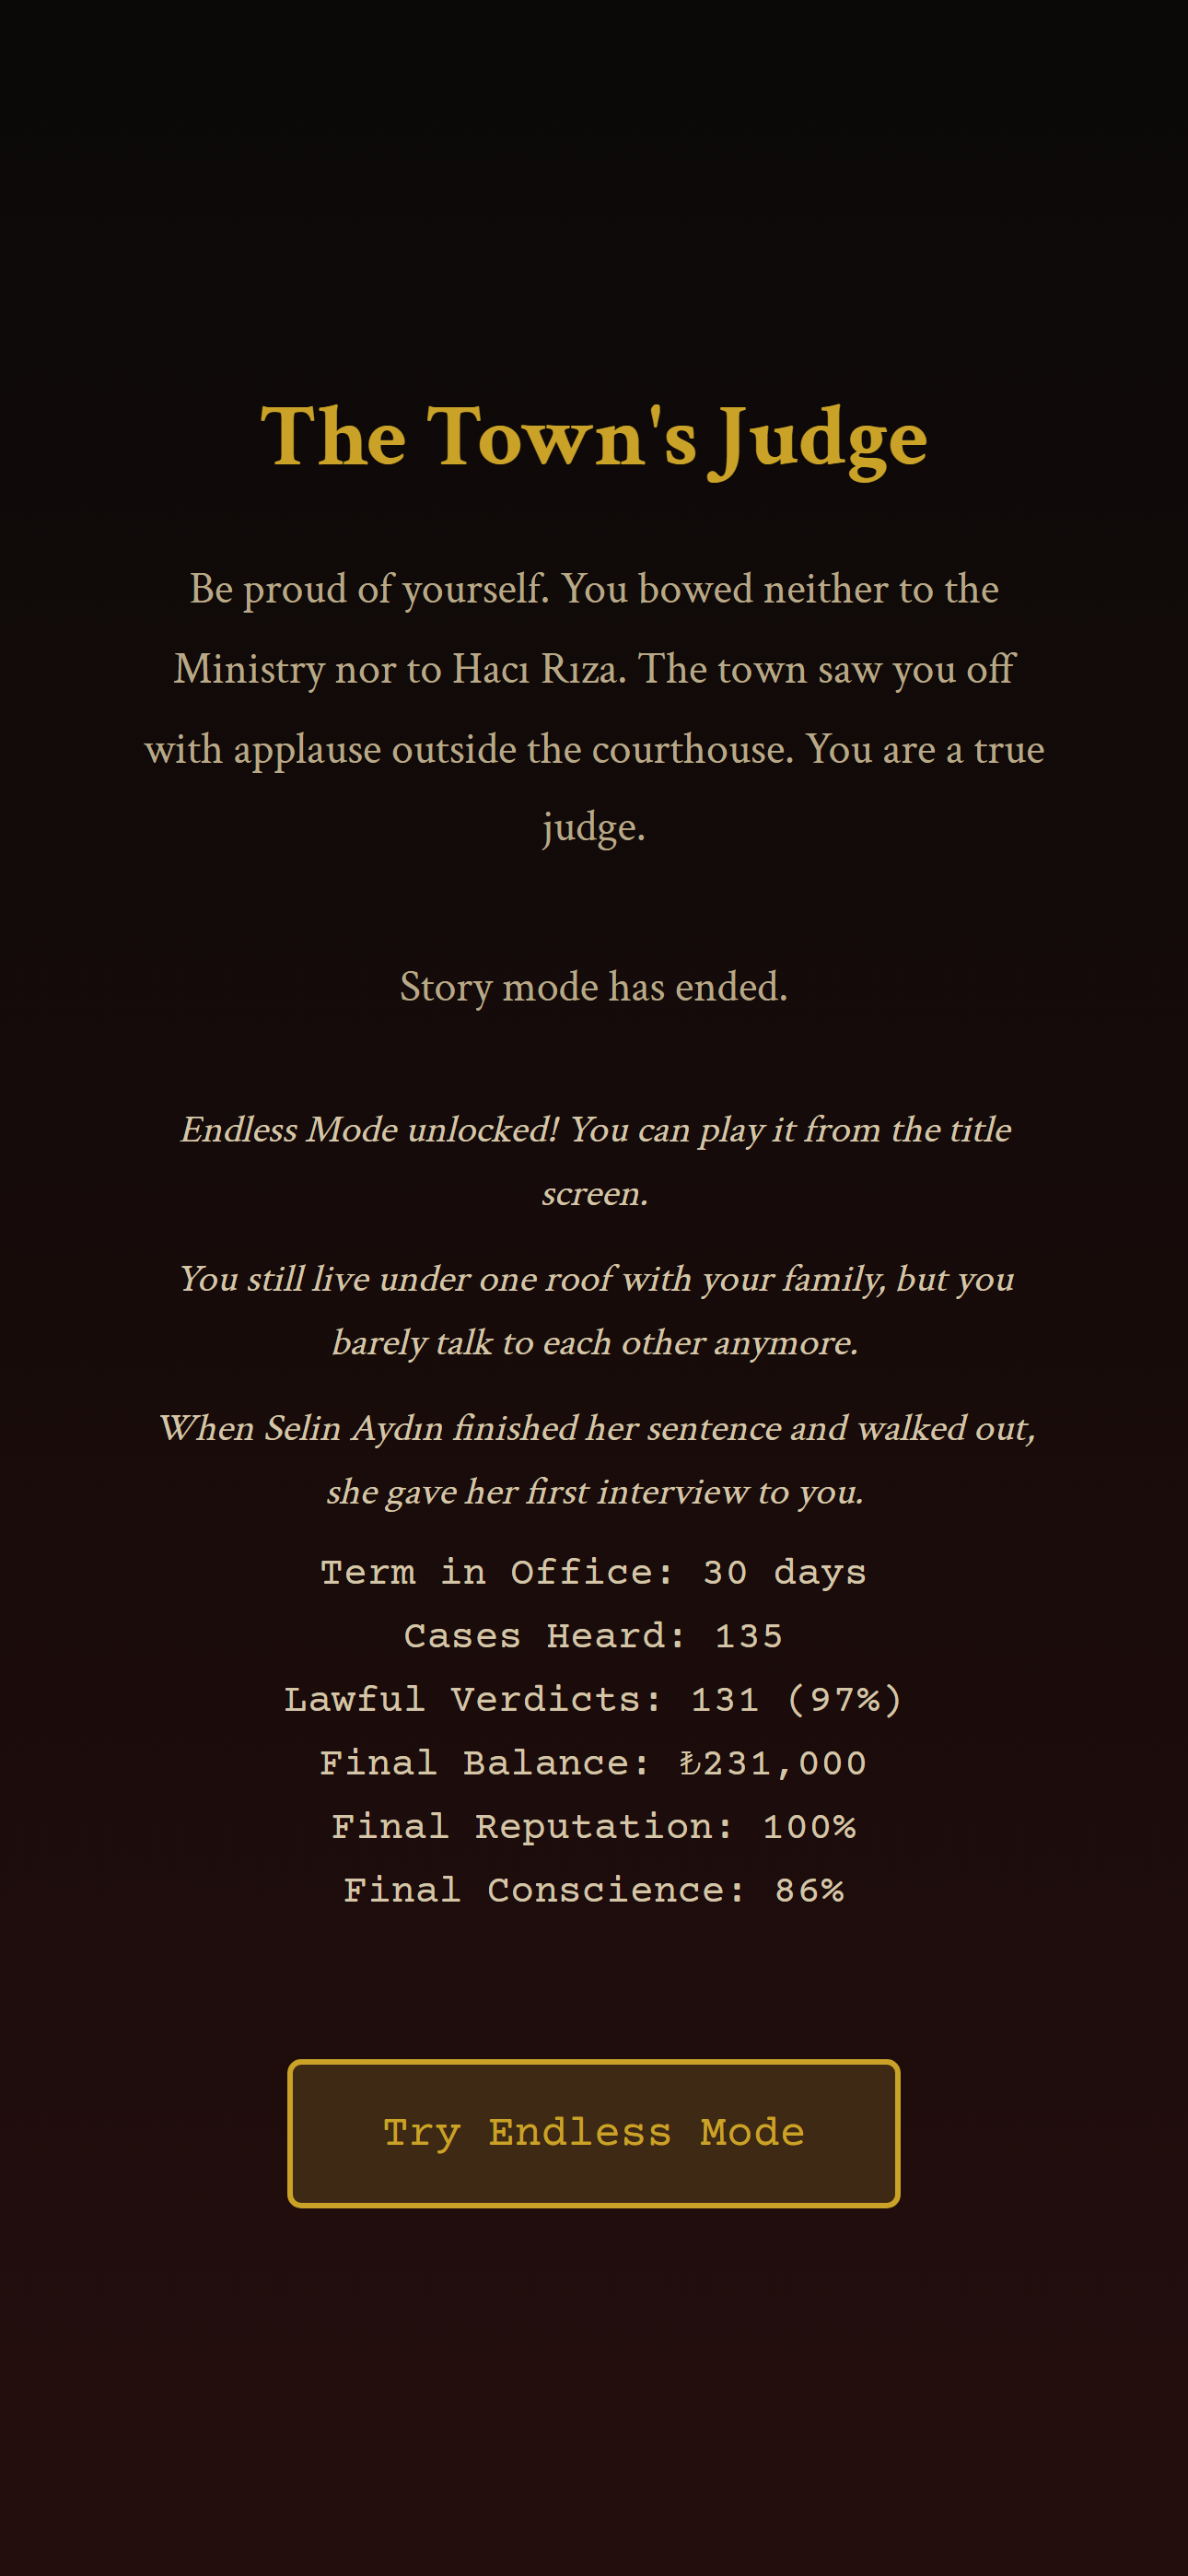 The Town's Judge
Be proud of yourself. You bowed neither to the
Ministry nor to Hacı Rıza. The town saw you off
with applause outside the courthouse. You are a true
judge.
Story mode has ended.
Endless Mode unlocked! You can play it from the title
screen.
You still live under one roof with your family, but you
barely talk to each other anymore.
When Selin Aydın finished her sentence and walked out,
she gave her first interview to you.
Term in Office: 30 days
Cases Heard: 135
Lawful Verdicts: 131 (97%)
Final Balance: ₺231,000
Final Reputation: 100%
Final Conscience: 86%
Try Endless Mode